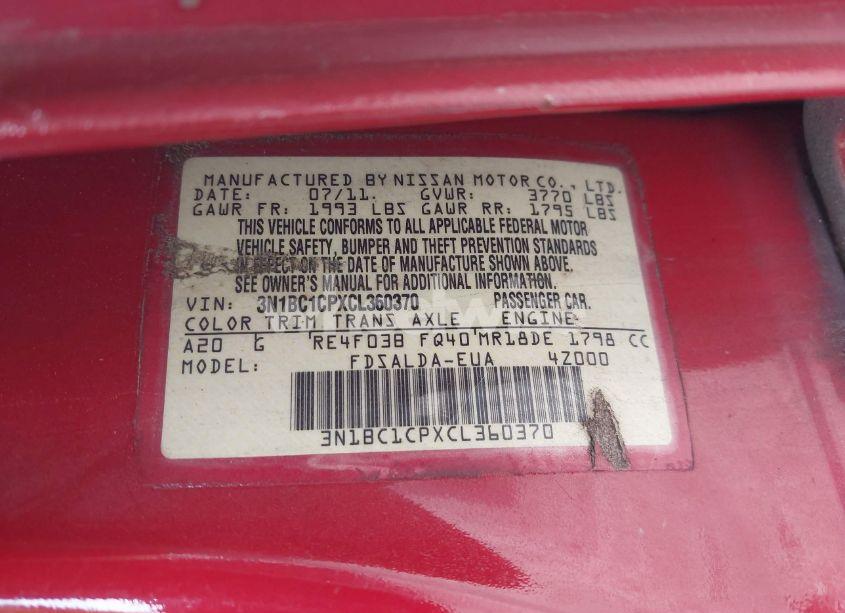 MANUFACTURED BY NISSAN MOTOR CO., LTD.
DATE: 07/11. GVWR: 3770 LBS
GAWR FR: 1993 LBS GAWR RR: 1795 LBS
THIS VEHICLE CONFORMS TO ALL APPLICABLE FEDERAL MOTOR
VEHICLE SAFETY, BUMPER AND THEFT PREVENTION STANDARDS
IN EFFECT ON THE DATE OF MANUFACTURE SHOWN ABOVE.
SEE OWNER'S MANUAL FOR ADDITIONAL INFORMATION.
VIN: 3N1BC1CPXCL360370 PASSENGER CAR.
COLOR TRIM TRANS AXLE ENGINE
A20 G RE4F03B FQ40 MR18DE 1798 CC
MODEL: FDSALDA-EUA 4Z000
3N1BC1CPXCL360370